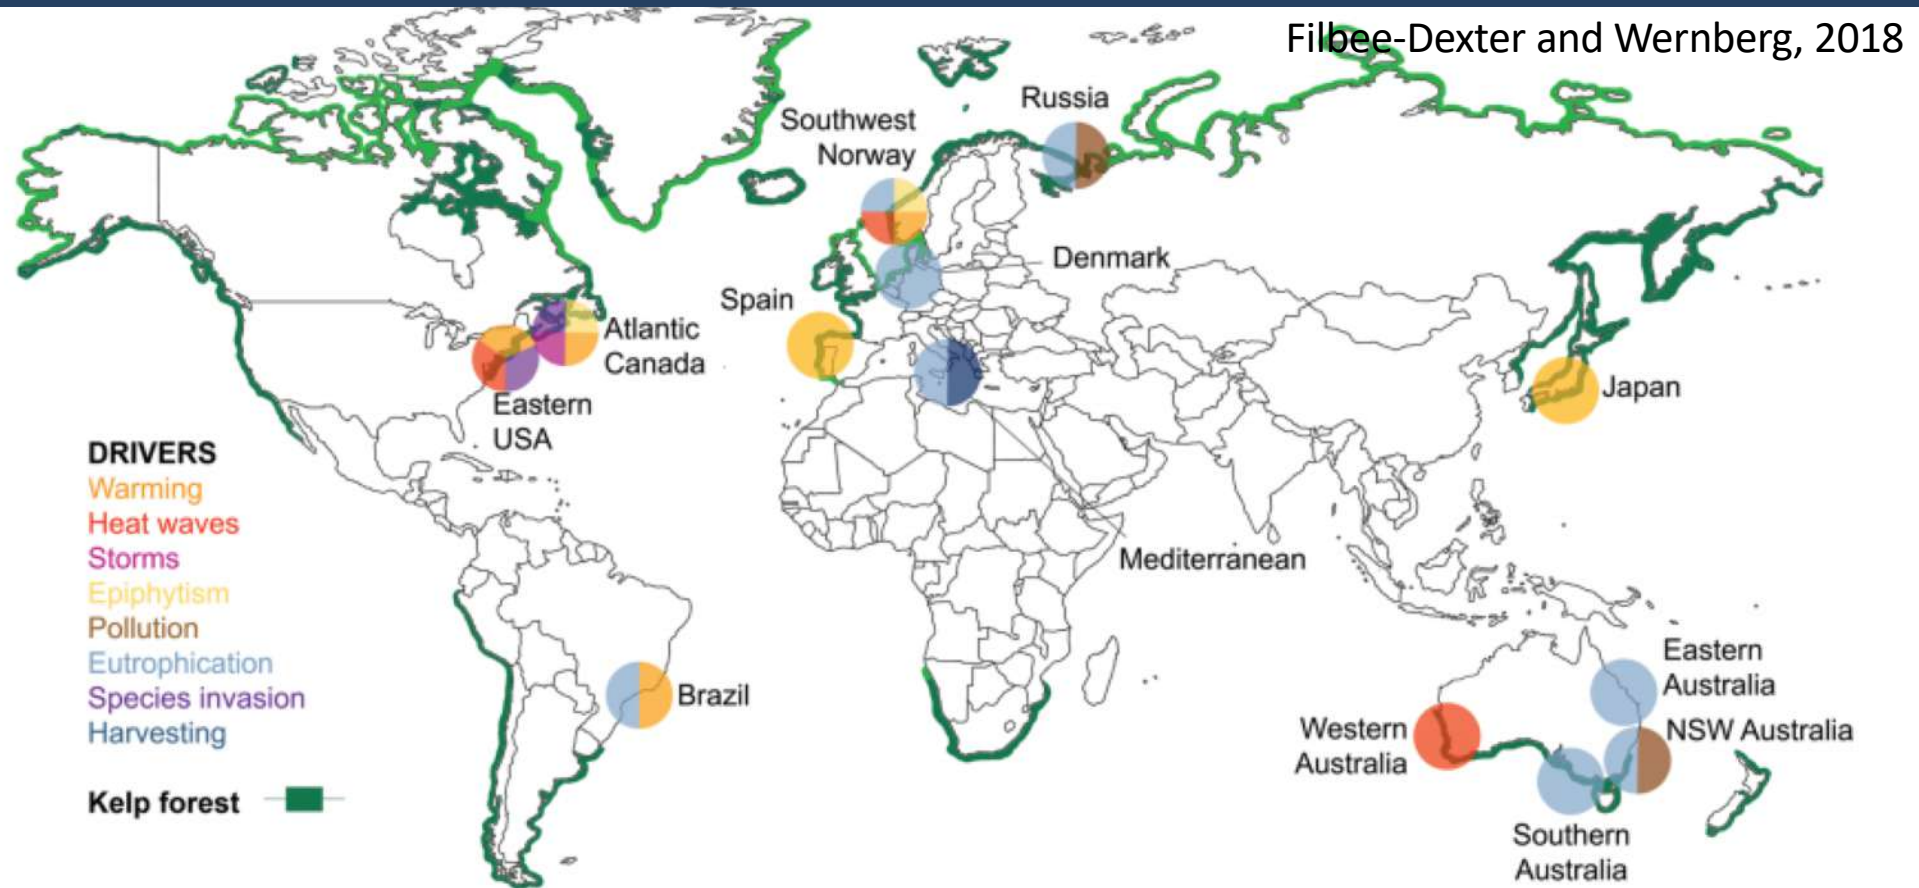 Filbee-Dexter and Wernberg, 2018
Russia
Southwest
Norway
Denmark
Spain
Atlantic
Canada
Eastern
USA
Japan
DRIVERS
Warming
Heat waves
Storms
Epiphytism
Pollution
Eutrophication
Species invasion
Harvesting
Kelp forest
Mediterranean
Brazil
Eastern
Australia
NSW Australia
Western
Australia
Southern
Australia